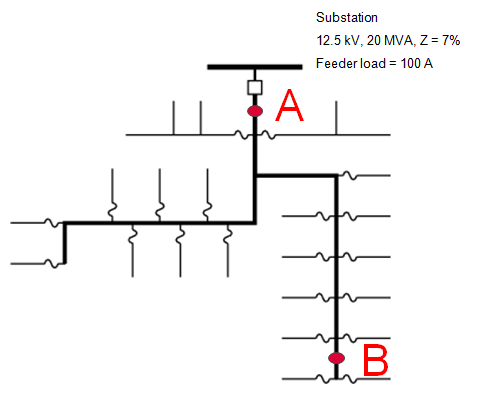 Substation
12.5 kV, 20 MVA, Z = 7%
Feeder load = 100 A
A
B